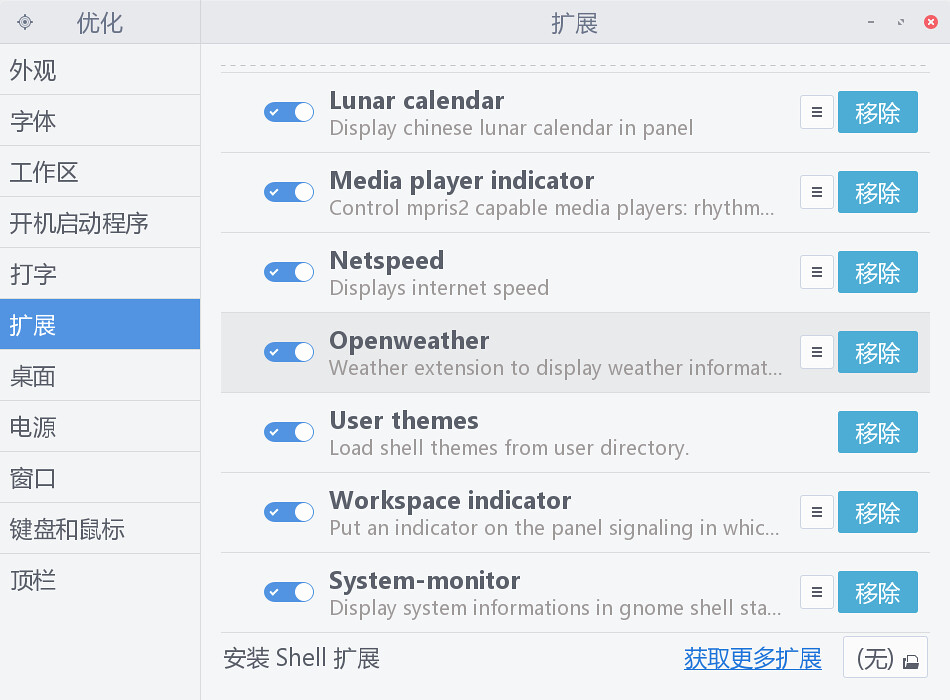 优化
扩展
外观
字体
工作区
开机启动程序
打字
扩展
桌面
电源
窗口
键盘和鼠标
顶栏
Lunar calendar
Display chinese lunar calendar in panel
移除
Media player indicator
Control mpris2 capable media players: rhythm...
移除
Netspeed
Displays internet speed
移除
Openweather
Weather extension to display weather informat...
移除
User themes
Load shell themes from user directory.
移除
Workspace indicator
Put an indicator on the panel signaling in whic...
移除
System-monitor
Display system informations in gnome shell sta...
移除
安装 Shell 扩展
获取更多扩展
(无)